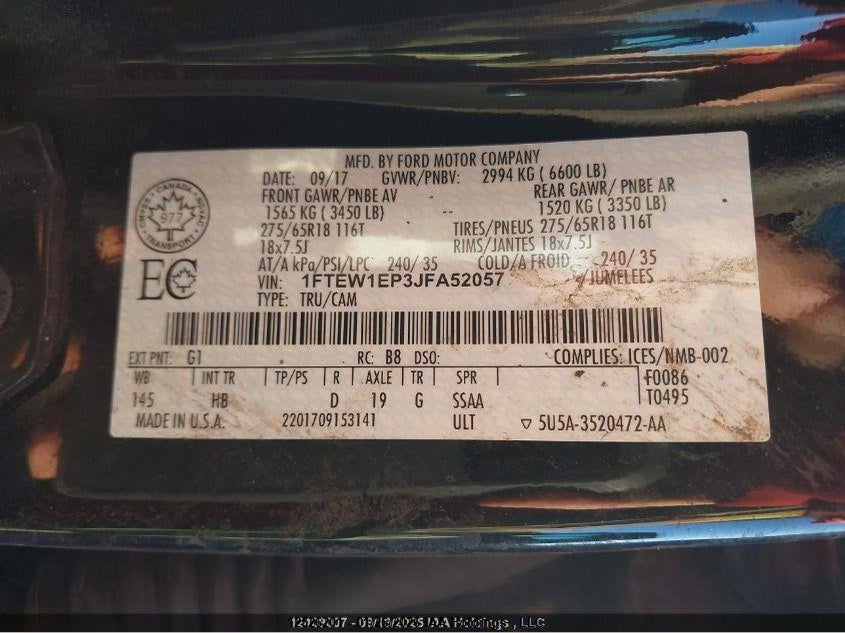 MFD. BY FORD MOTOR COMPANY
DATE: 09/17 GVWR/PNBV: 2994 KG ( 6600 LB)
FRONT GAWR/PNBE AV REAR GAWR/ PNBE AR
1565 KG ( 3450 LB) -- 1520 KG ( 3350 LB)
275/65R18 116T TIRES/PNEUS 275/65R18 116T
18x7.5J RIMS/JANTES 18x7.5J
AT/A kPa/PSI/LPC 240/ 35 COLD/A FROID 240/ 35
VIN: 1FTEW1EP3JFA52057 /JUMELEES
TYPE: TRU/CAM
CANADA
977
TRANSPORT
EC
EXT PNT: G1 RC: B8 DSO: COMPLIES: ICES/NMB-002
WB INT TR TP/PS R AXLE TR SPR F0086
145 HB D 19 G SSAA T0495
MADE IN U.S.A. 2201709153141 ULT ▽ 5U5A-3520472-AA
IAA Holdings , LLC